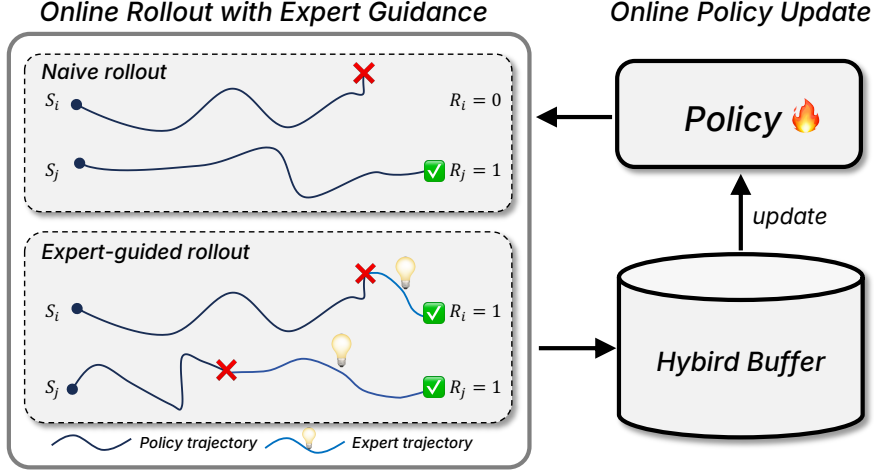 Online Rollout with Expert Guidance
Online Policy Update
Naive rollout
S_i
R_i = 0
S_j
R_j = 1
Expert-guided rollout
S_i
R_i = 1
S_j
R_j = 1
Policy trajectory
Expert trajectory
Policy
update
Hybird Buffer